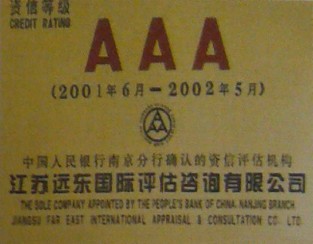 资信等级
CREDIT RATING
AAA
(2001年6月－2002年5月)
中国人民银行南京分行确认的资信评估机构
江苏远东国际评估咨询有限公司
THE SOLE COMPANY APPOINTED BY THE PEOPLE'S BANK OF CHINA. NANJING BRANCH
JIANGSU FAR EAST INTERNATIONAL APPRAISAL & CONSULTATION CO. LTD.